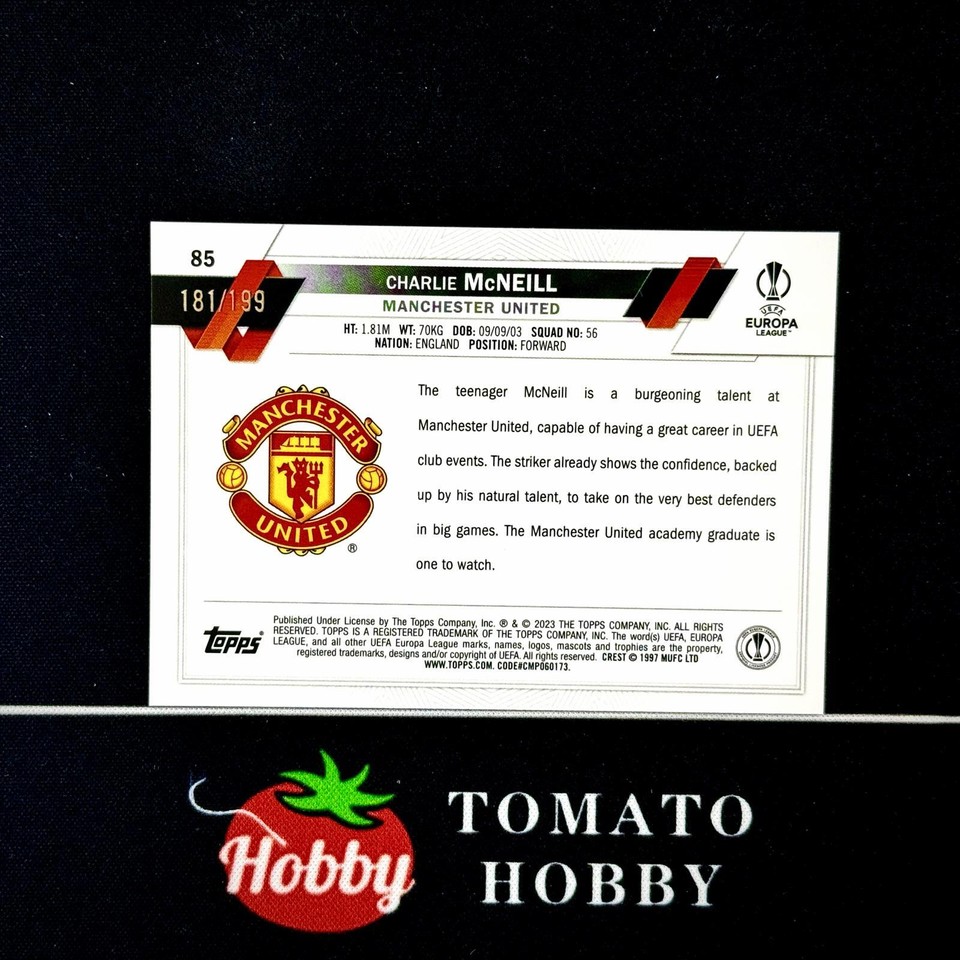 85
181/199
CHARLIE McNEILL
MANCHESTER UNITED
HT: 1.81M WT: 70KG DOB: 09/09/03 SQUAD NO: 56
NATION: ENGLAND POSITION: FORWARD
UEFA
EUROPA
LEAGUE™
MANCHESTER
UNITED
®
The teenager McNeill is a burgeoning talent at
Manchester United, capable of having a great career in UEFA
club events. The striker already shows the confidence, backed
up by his natural talent, to take on the very best defenders
in big games. The Manchester United academy graduate is
one to watch.
Topps®
Published Under License by The Topps Company, Inc. ® & © 2023 THE TOPPS COMPANY, INC. ALL RIGHTS
RESERVED. TOPPS IS A REGISTERED TRADEMARK OF THE TOPPS COMPANY, INC. The word(s) UEFA, EUROPA
LEAGUE, and all other UEFA Europa League marks, names, logos, mascots and trophies are the property,
registered trademarks, designs and/or copyright of UEFA. All rights reserved. CREST © 1997 MUFC LTD
WWW.TOPPS.COM. CODE#CMP060173.
Hobby
TOMATO
HOBBY